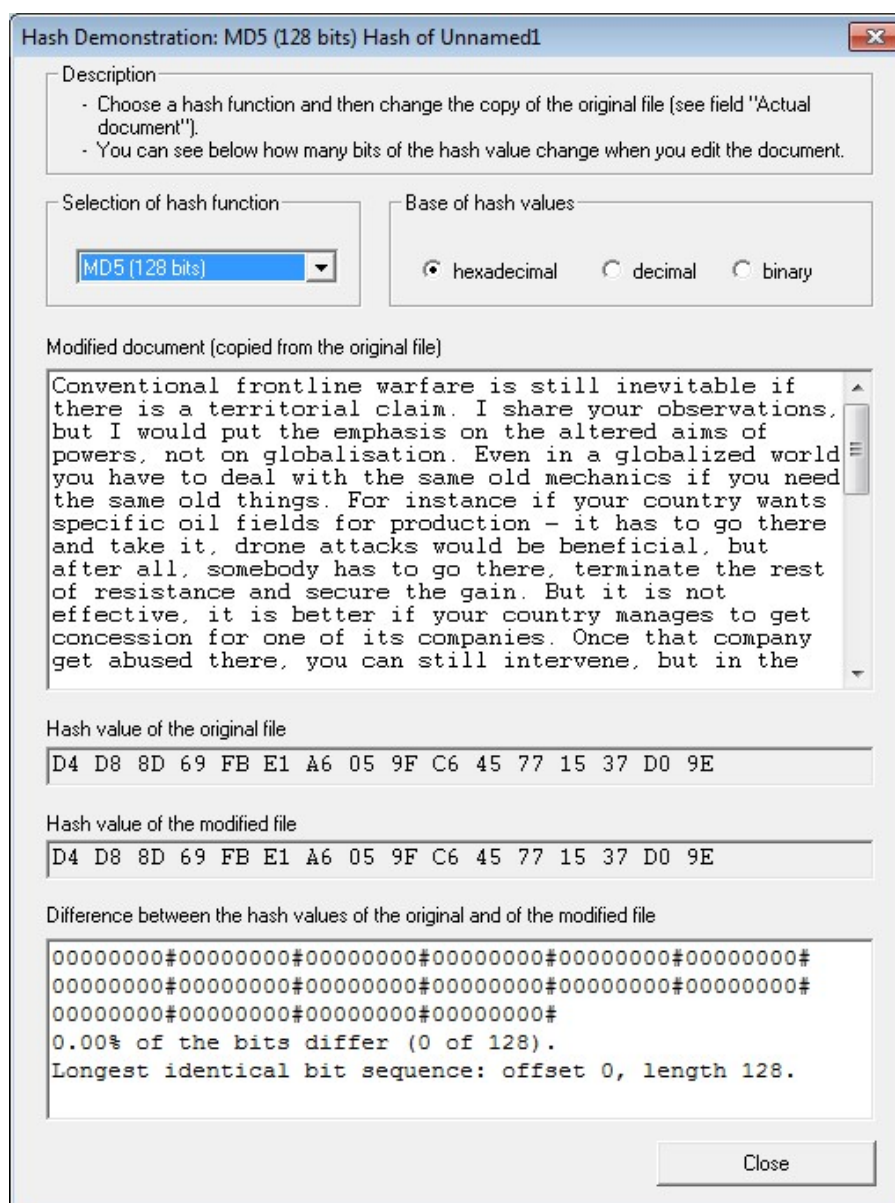 Hash Demonstration: MD5 (128 bits) Hash of Unnamed1
Description
- Choose a hash function and then change the copy of the original file (see field "Actual
document").
- You can see below how many bits of the hash value change when you edit the document.
Selection of hash function
Base of hash values
MD5 (128 bits)
hexadecimal
decimal
binary
Modified document (copied from the original file)
Conventional frontline warfare is still inevitable if
there is a territorial claim. I share your observations,
but I would put the emphasis on the altered aims of
powers, not on globalisation. Even in a globalized world
you have to deal with the same old mechanics if you need
the same old things. For instance if your country wants
specific oil fields for production – it has to go there
and take it, drone attacks would be beneficial, but
after all, somebody has to go there, terminate the rest
of resistance and secure the gain. But it is not
effective, it is better if your country manages to get
concession for one of its companies. Once that company
get abused there, you can still intervene, but in the
Hash value of the original file
D4 D8 8D 69 FB E1 A6 05 9F C6 45 77 15 37 D0 9E
Hash value of the modified file
D4 D8 8D 69 FB E1 A6 05 9F C6 45 77 15 37 D0 9E
Difference between the hash values of the original and of the modified file
00000000#00000000#00000000#00000000#00000000#00000000#
00000000#00000000#00000000#00000000#00000000#00000000#
00000000#00000000#00000000#00000000#
0.00% of the bits differ (0 of 128).
Longest identical bit sequence: offset 0, length 128.
Close